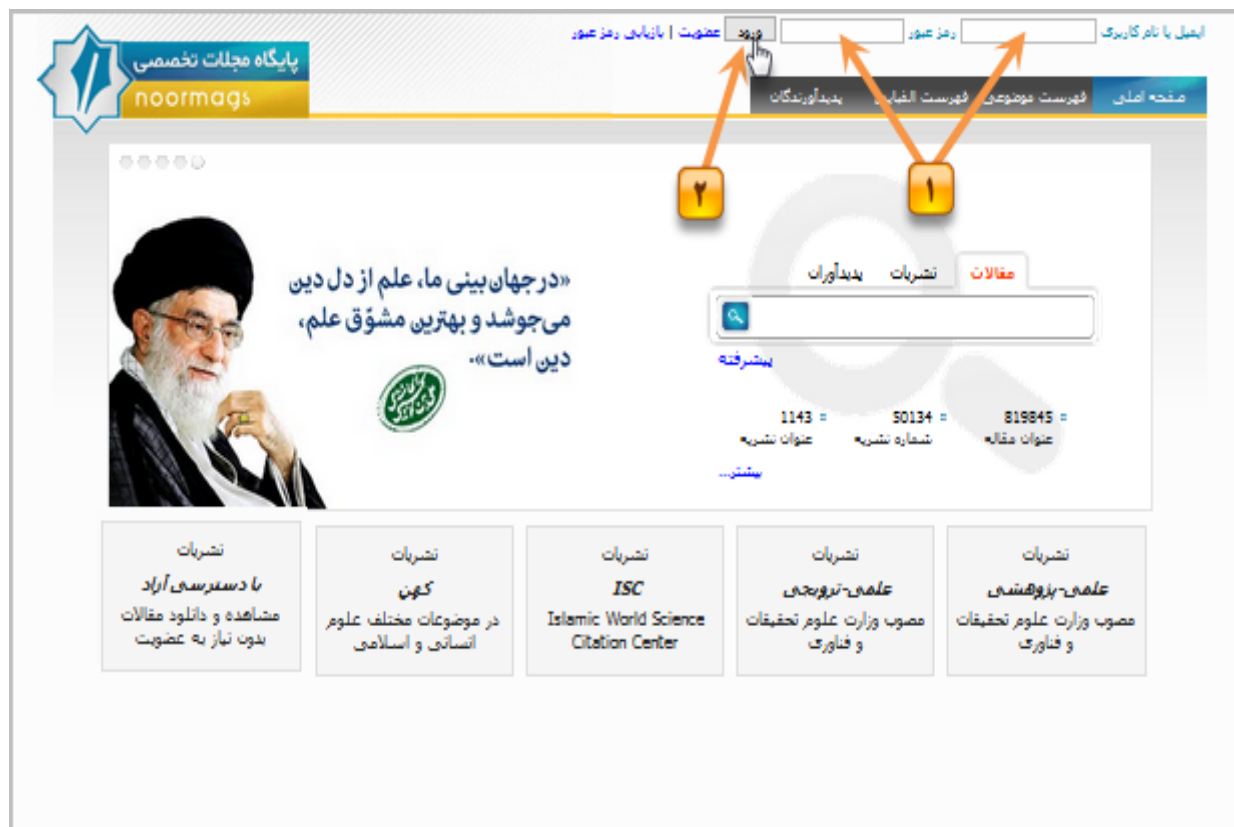 ایمیل یا نام کاربری رمز عبور ورود عضویت | بازیابی رمز عبور
پایگاه مجلات تخصصی
noormags
صفحه اصلی فهرست موضوعی فهرست الفبایی پدیدآورندگان
۱
۲
مقالات نشریات پدیدآوران
پیشرفته
819845 50134 1143
عنوان مقاله شماره نشریه عنوان نشریه
بیشتر...
«در جهان‌بینی ما، علم از دل دین
می‌جوشد و بهترین مشوّق علم،
دین است».
نشریات
علمی-پژوهشی
مصوب وزارت علوم تحقیقات
و فناوری
نشریات
علمی-ترویجی
مصوب وزارت علوم تحقیقات
و فناوری
نشریات
ISC
Islamic World Science
Citation Center
نشریات
کهن
در موضوعات مختلف علوم
انسانی و اسلامی
نشریات
با دسترسی آزاد
مشاهده و دانلود مقالات
بدون نیاز به عضویت